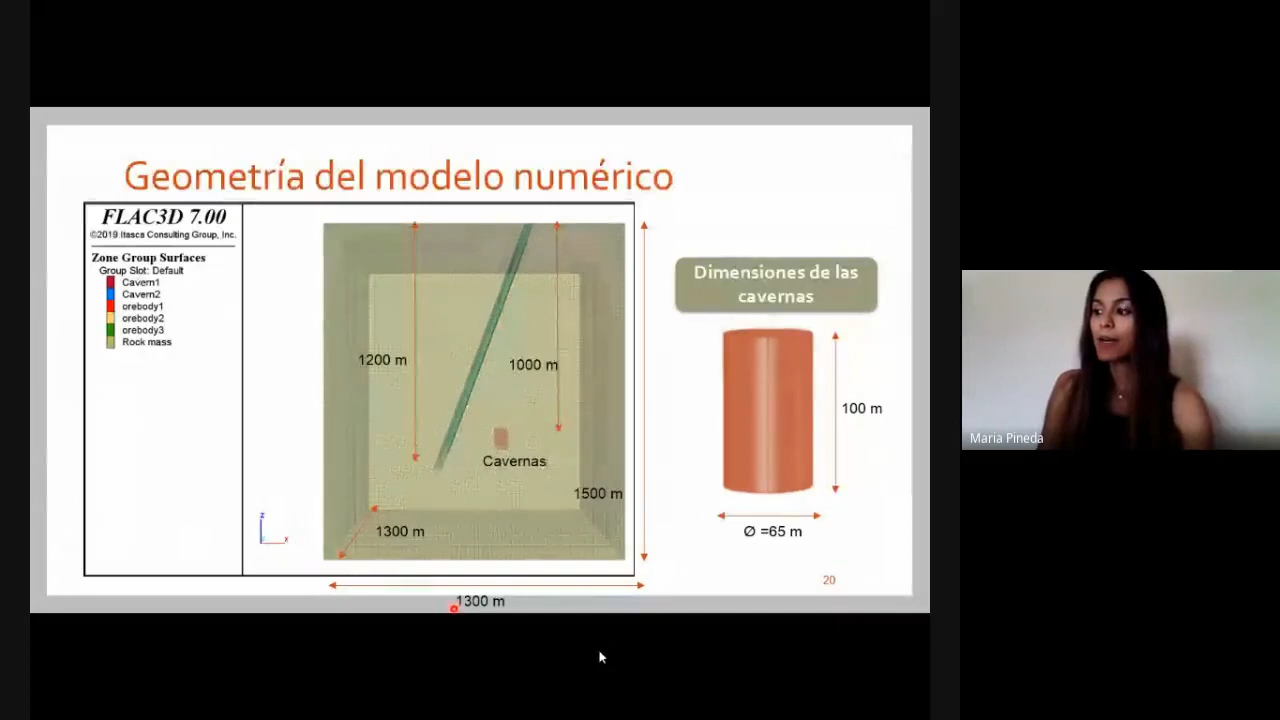 Geometría del modelo numérico
FLAC3D 7.00
©2019 Itasca Consulting Group, Inc.
Zone Group Surfaces
Group Slot: Default
Cavern1
Cavern2
orebody1
orebody2
orebody3
Rock mass
z
x
1200 m
1000 m
Cavernas
1500 m
1300 m
1300 m
Dimensiones de las
cavernas
100 m
Ø =65 m
20
Maria Pineda